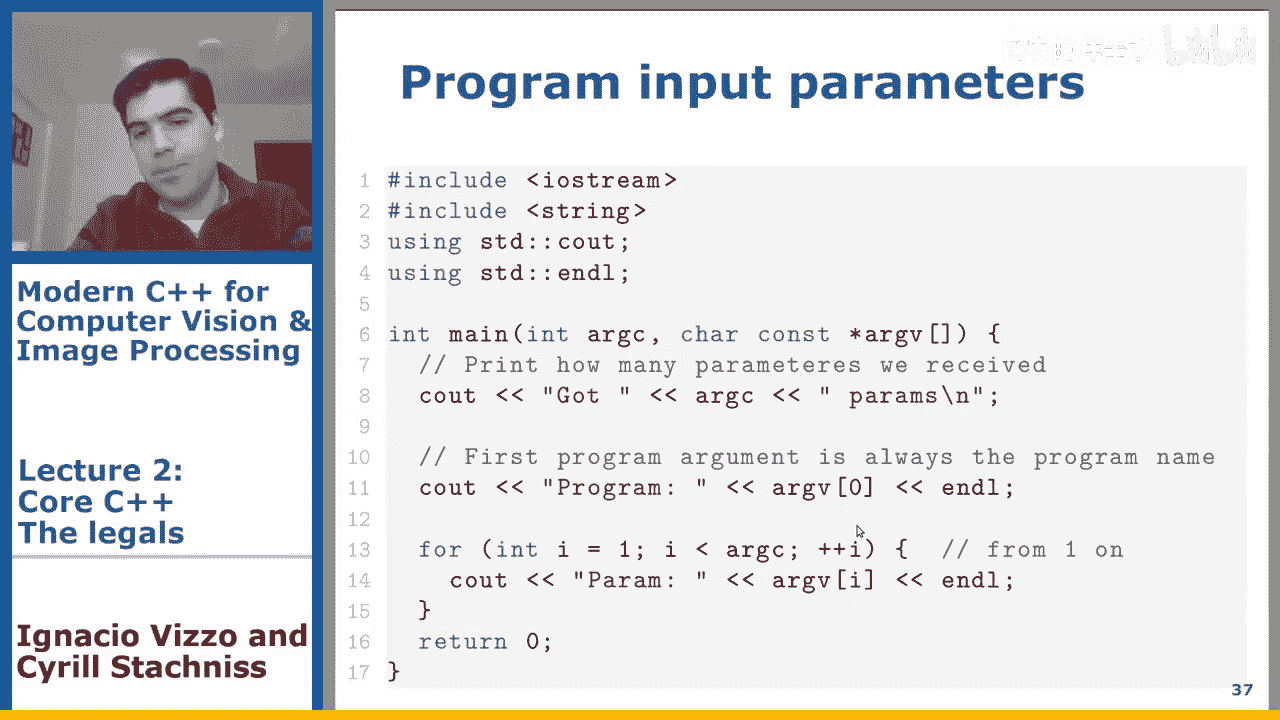 Program input parameters
1 #include <iostream>
2 #include <string>
3 using std::cout;
4 using std::endl;
5
6 int main(int argc, char const *argv[]) {
7 // Print how many parameteres we received
8 cout << "Got " << argc << " params\n";
9
10 // First program argument is always the program name
11 cout << "Program: " << argv[0] << endl;
12
13 for (int i = 1; i < argc; ++i) { // from 1 on
14 cout << "Param: " << argv[i] << endl;
15 }
16 return 0;
17 }
37
Modern C++ for
Computer Vision &
Image Processing
Lecture 2:
Core C++
The legals
Ignacio Vizzo and
Cyrill Stachniss
bilibili